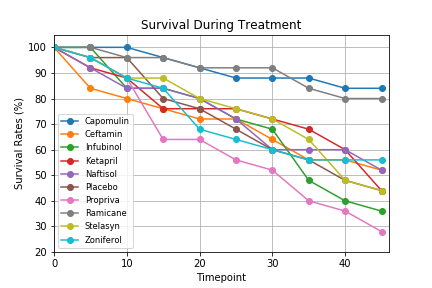 Survival During Treatment
Survival Rates (%)
100
90
80
70
60
50
40
30
20
Capomulin
Ceftamin
Infubinol
Ketapril
Naftisol
Placebo
Propriva
Ramicane
Stelasyn
Zoniferol
0
10
20
30
40
Timepoint